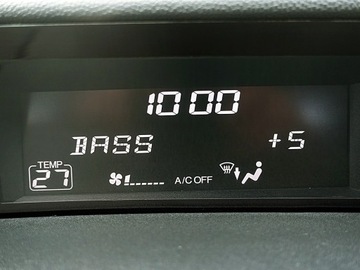 10:00
BASS +5
TEMP
27 A/C OFF